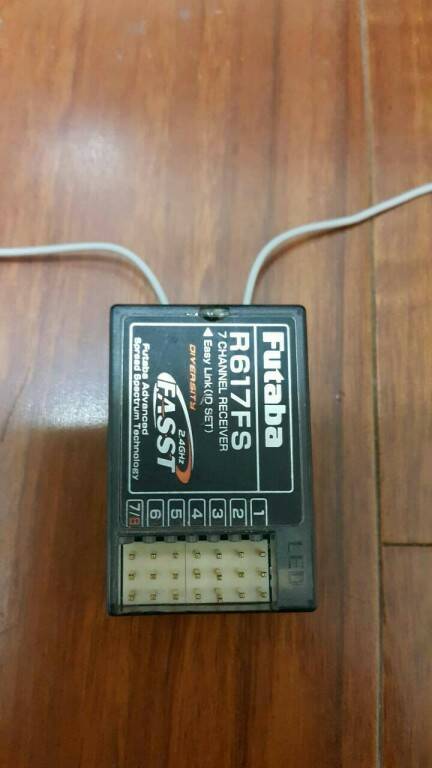 Futaba
R617FS
7 CHANNEL RECEIVER
◀ Easy Link(ID SET)
DIVERSITY
2.4GHz
FASST
Futaba Advanced
Spread Spectrum Technology
7/B 6 5 4 3 2 1
LED